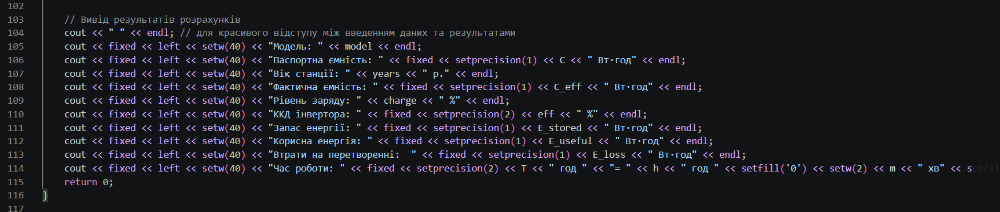 102
103 // Вивід результатів розрахунків
104 cout << " " << endl; // для красивого відступу між введенням даних та результатами
105 cout << fixed << left << setw(40) << "Модель: " << model << endl;
106 cout << fixed << left << setw(40) << "Паспортна ємність: " << fixed << setprecision(1) << C << " Вт·год" << endl;
107 cout << fixed << left << setw(40) << "Вік станції: " << years << " р." << endl;
108 cout << fixed << left << setw(40) << "Фактична ємність: " << fixed << setprecision(1) << C_eff << " Вт·год" << endl;
109 cout << fixed << left << setw(40) << "Рівень заряду: " << charge << " %" << endl;
110 cout << fixed << left << setw(40) << "ККД інвертора: " << fixed << setprecision(2) << eff << " %" << endl;
111 cout << fixed << left << setw(40) << "Запас енергії: " << fixed << setprecision(1) << E_stored << " Вт·год" << endl;
112 cout << fixed << left << setw(40) << "Корисна енергія: " << fixed << setprecision(1) << E_useful << " Вт·год" << endl;
113 cout << fixed << left << setw(40) << "Втрати на перетворенні:  " << fixed << setprecision(1) << E_loss << " Вт·год" << endl;
114 cout << fixed << left << setw(40) << "Час роботи: " << fixed << setprecision(2) << T << " год " << "= " << h << " год " << setfill('0') << setw(2) << m << " хв" << setfil
115 return 0;
116 }
117